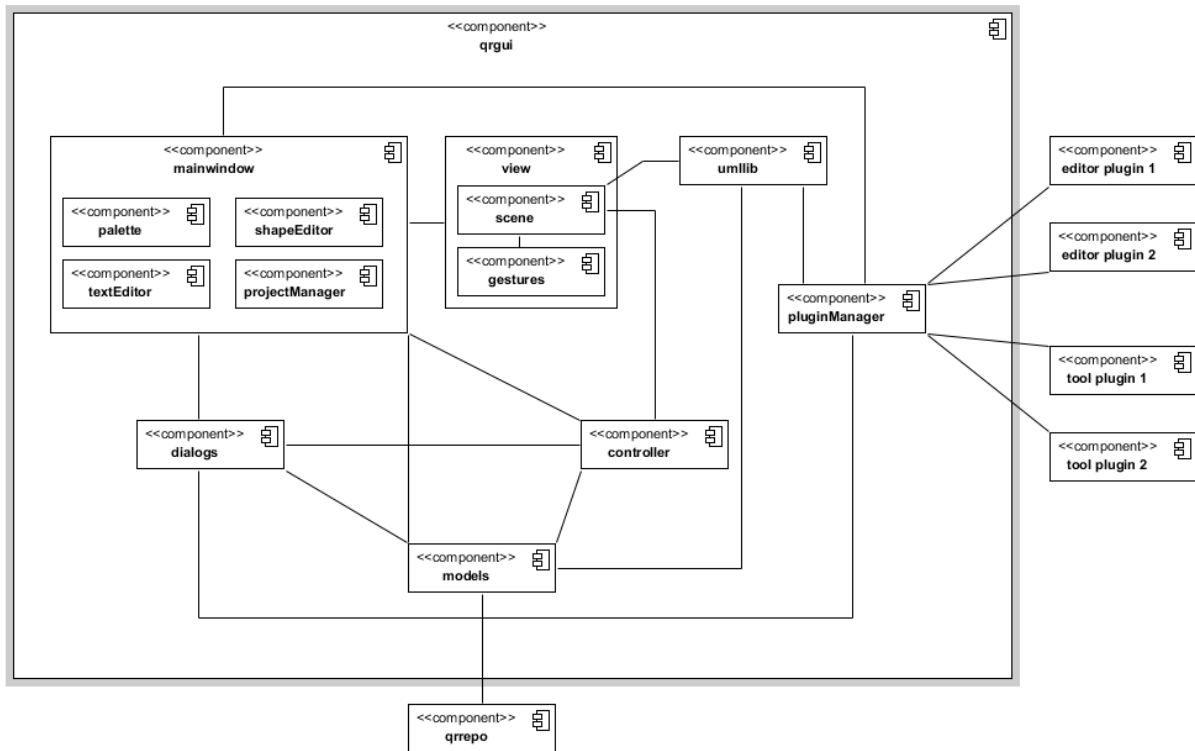 <<component>>
qrgui
<<component>>
mainwindow
<<component>>
palette
<<component>>
shapeEditor
<<component>>
textEditor
<<component>>
projectManager
<<component>>
view
<<component>>
scene
<<component>>
gestures
<<component>>
umllib
<<component>>
editor plugin 1
<<component>>
editor plugin 2
<<component>>
pluginManager
<<component>>
tool plugin 1
<<component>>
tool plugin 2
<<component>>
dialogs
<<component>>
controller
<<component>>
models
<<component>>
qrrepo